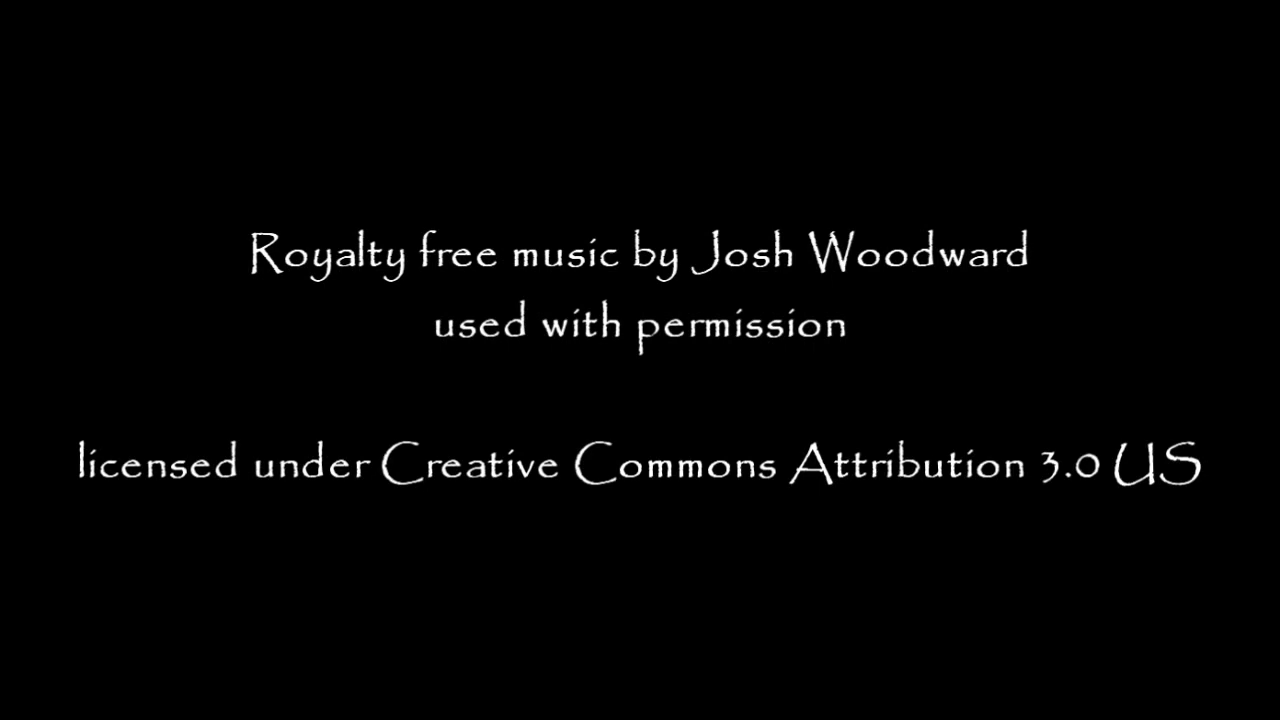 Royalty free music by Josh Woodward
used with permission
licensed under Creative Commons Attribution 3.0 US